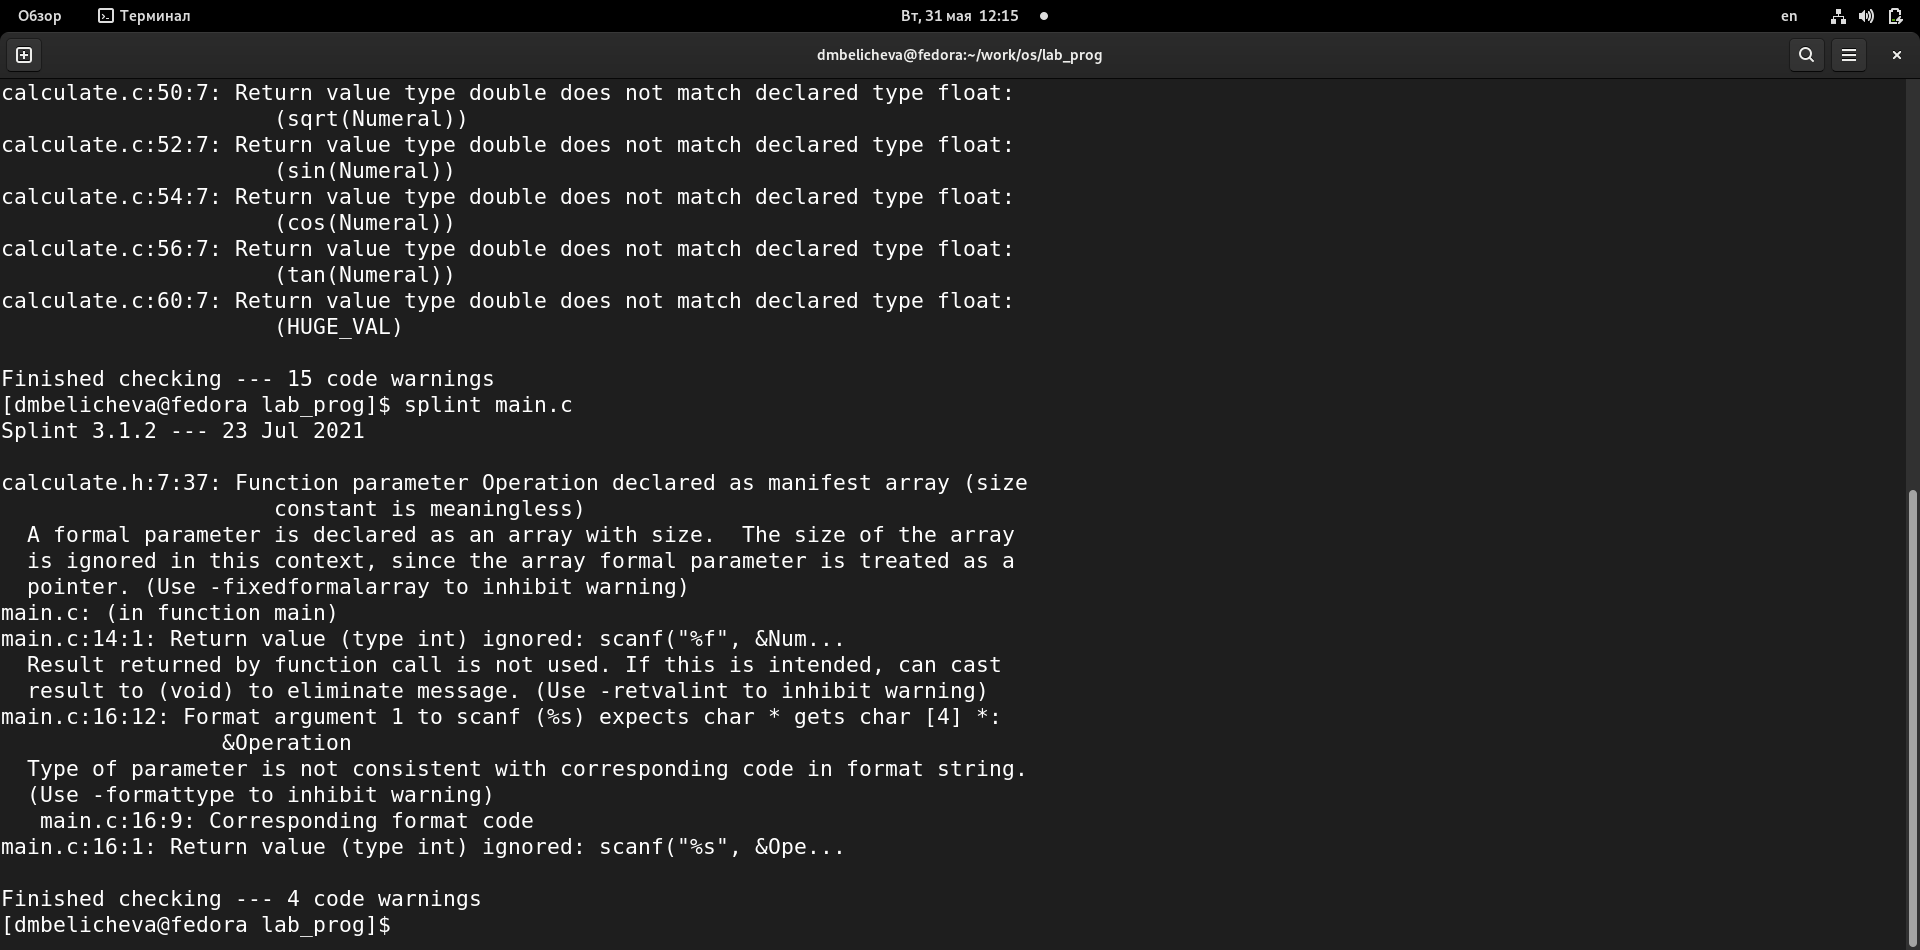 Обзор Терминал Вт, 31 мая 12:15 en
dmbelicheva@fedora:~/work/os/lab_prog
calculate.c:50:7: Return value type double does not match declared type float:
(sqrt(Numeral))
calculate.c:52:7: Return value type double does not match declared type float:
(sin(Numeral))
calculate.c:54:7: Return value type double does not match declared type float:
(cos(Numeral))
calculate.c:56:7: Return value type double does not match declared type float:
(tan(Numeral))
calculate.c:60:7: Return value type double does not match declared type float:
(HUGE_VAL)
Finished checking --- 15 code warnings
[dmbelicheva@fedora lab_prog]$ splint main.c
Splint 3.1.2 --- 23 Jul 2021
calculate.h:7:37: Function parameter Operation declared as manifest array (size
constant is meaningless)
A formal parameter is declared as an array with size.  The size of the array
is ignored in this context, since the array formal parameter is treated as a
pointer. (Use -fixedformalarray to inhibit warning)
main.c: (in function main)
main.c:14:1: Return value (type int) ignored: scanf("%f", &Num...
Result returned by function call is not used. If this is intended, can cast
result to (void) to eliminate message. (Use -retvalint to inhibit warning)
main.c:16:12: Format argument 1 to scanf (%s) expects char * gets char [4] *:
&Operation
Type of parameter is not consistent with corresponding code in format string.
(Use -formattype to inhibit warning)
main.c:16:9: Corresponding format code
main.c:16:1: Return value (type int) ignored: scanf("%s", &Ope...
Finished checking --- 4 code warnings
[dmbelicheva@fedora lab_prog]$